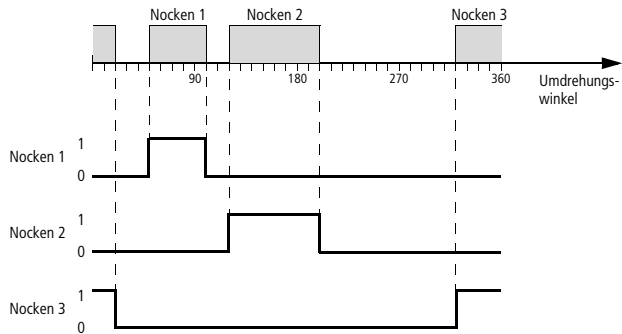 Nocken 1 Nocken 2 Nocken 3
90 180 270 360
Umdrehungs-
winkel
1
Nocken 1
0
1
Nocken 2
0
1
Nocken 3
0